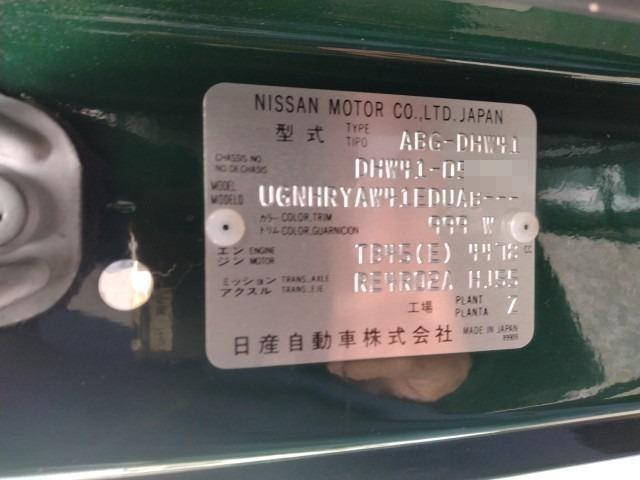 NISSAN MOTOR CO.,LTD. JAPAN
型式 TYPE TIPO ABG-DHW41
CHASSIS NO. NO.DE CHASIS DHW41-05
MODEL MODELO UGNHRYAW41EDUAB---
カラー COLOR,TRIM トリム COLOR,GUARNICION 999 W
エンジン ENGINE MOTOR TB45(E) 4478 CC
ミッション TRANS.,AXLE アクスル TRANS.,EJE RE4R02A HJ55
工場 PLANT PLANTA Z
日産自動車株式会社 MADE IN JAPAN